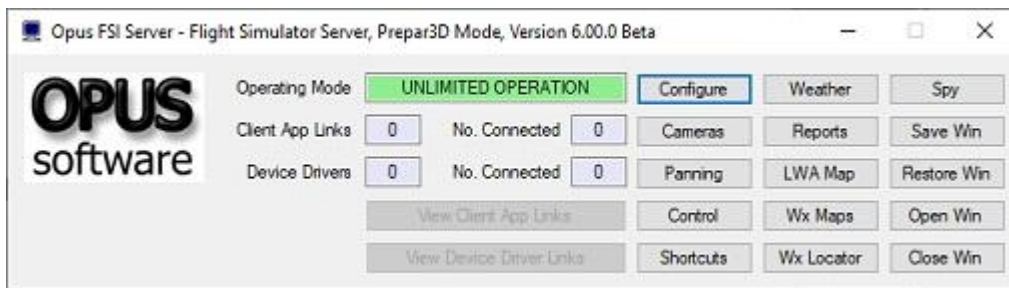 Opus FSI Server - Flight Simulator Server, Prepar3D Mode, Version 6.00.0 Beta
OPUS
software
Operating Mode UNLIMITED OPERATION Configure Weather Spy
Client App Links 0 No. Connected 0 Cameras Reports Save Win
Device Drivers 0 No. Connected 0 Panning LWA Map Restore Win
View Client App Links Control Wx Maps Open Win
View Device Driver Links Shortcuts Wx Locator Close Win